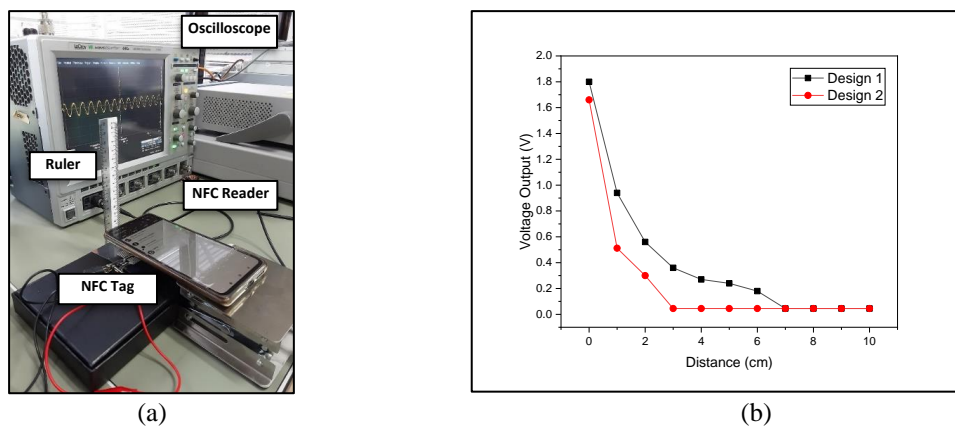 Oscilloscope
Ruler
NFC Reader
NFC Tag
(a)
Design 1
Design 2
Voltage Output (V)
2.0
1.8
1.6
1.4
1.2
1.0
0.8
0.6
0.4
0.2
0.0
0 2 4 6 8 10
Distance (cm)
(b)